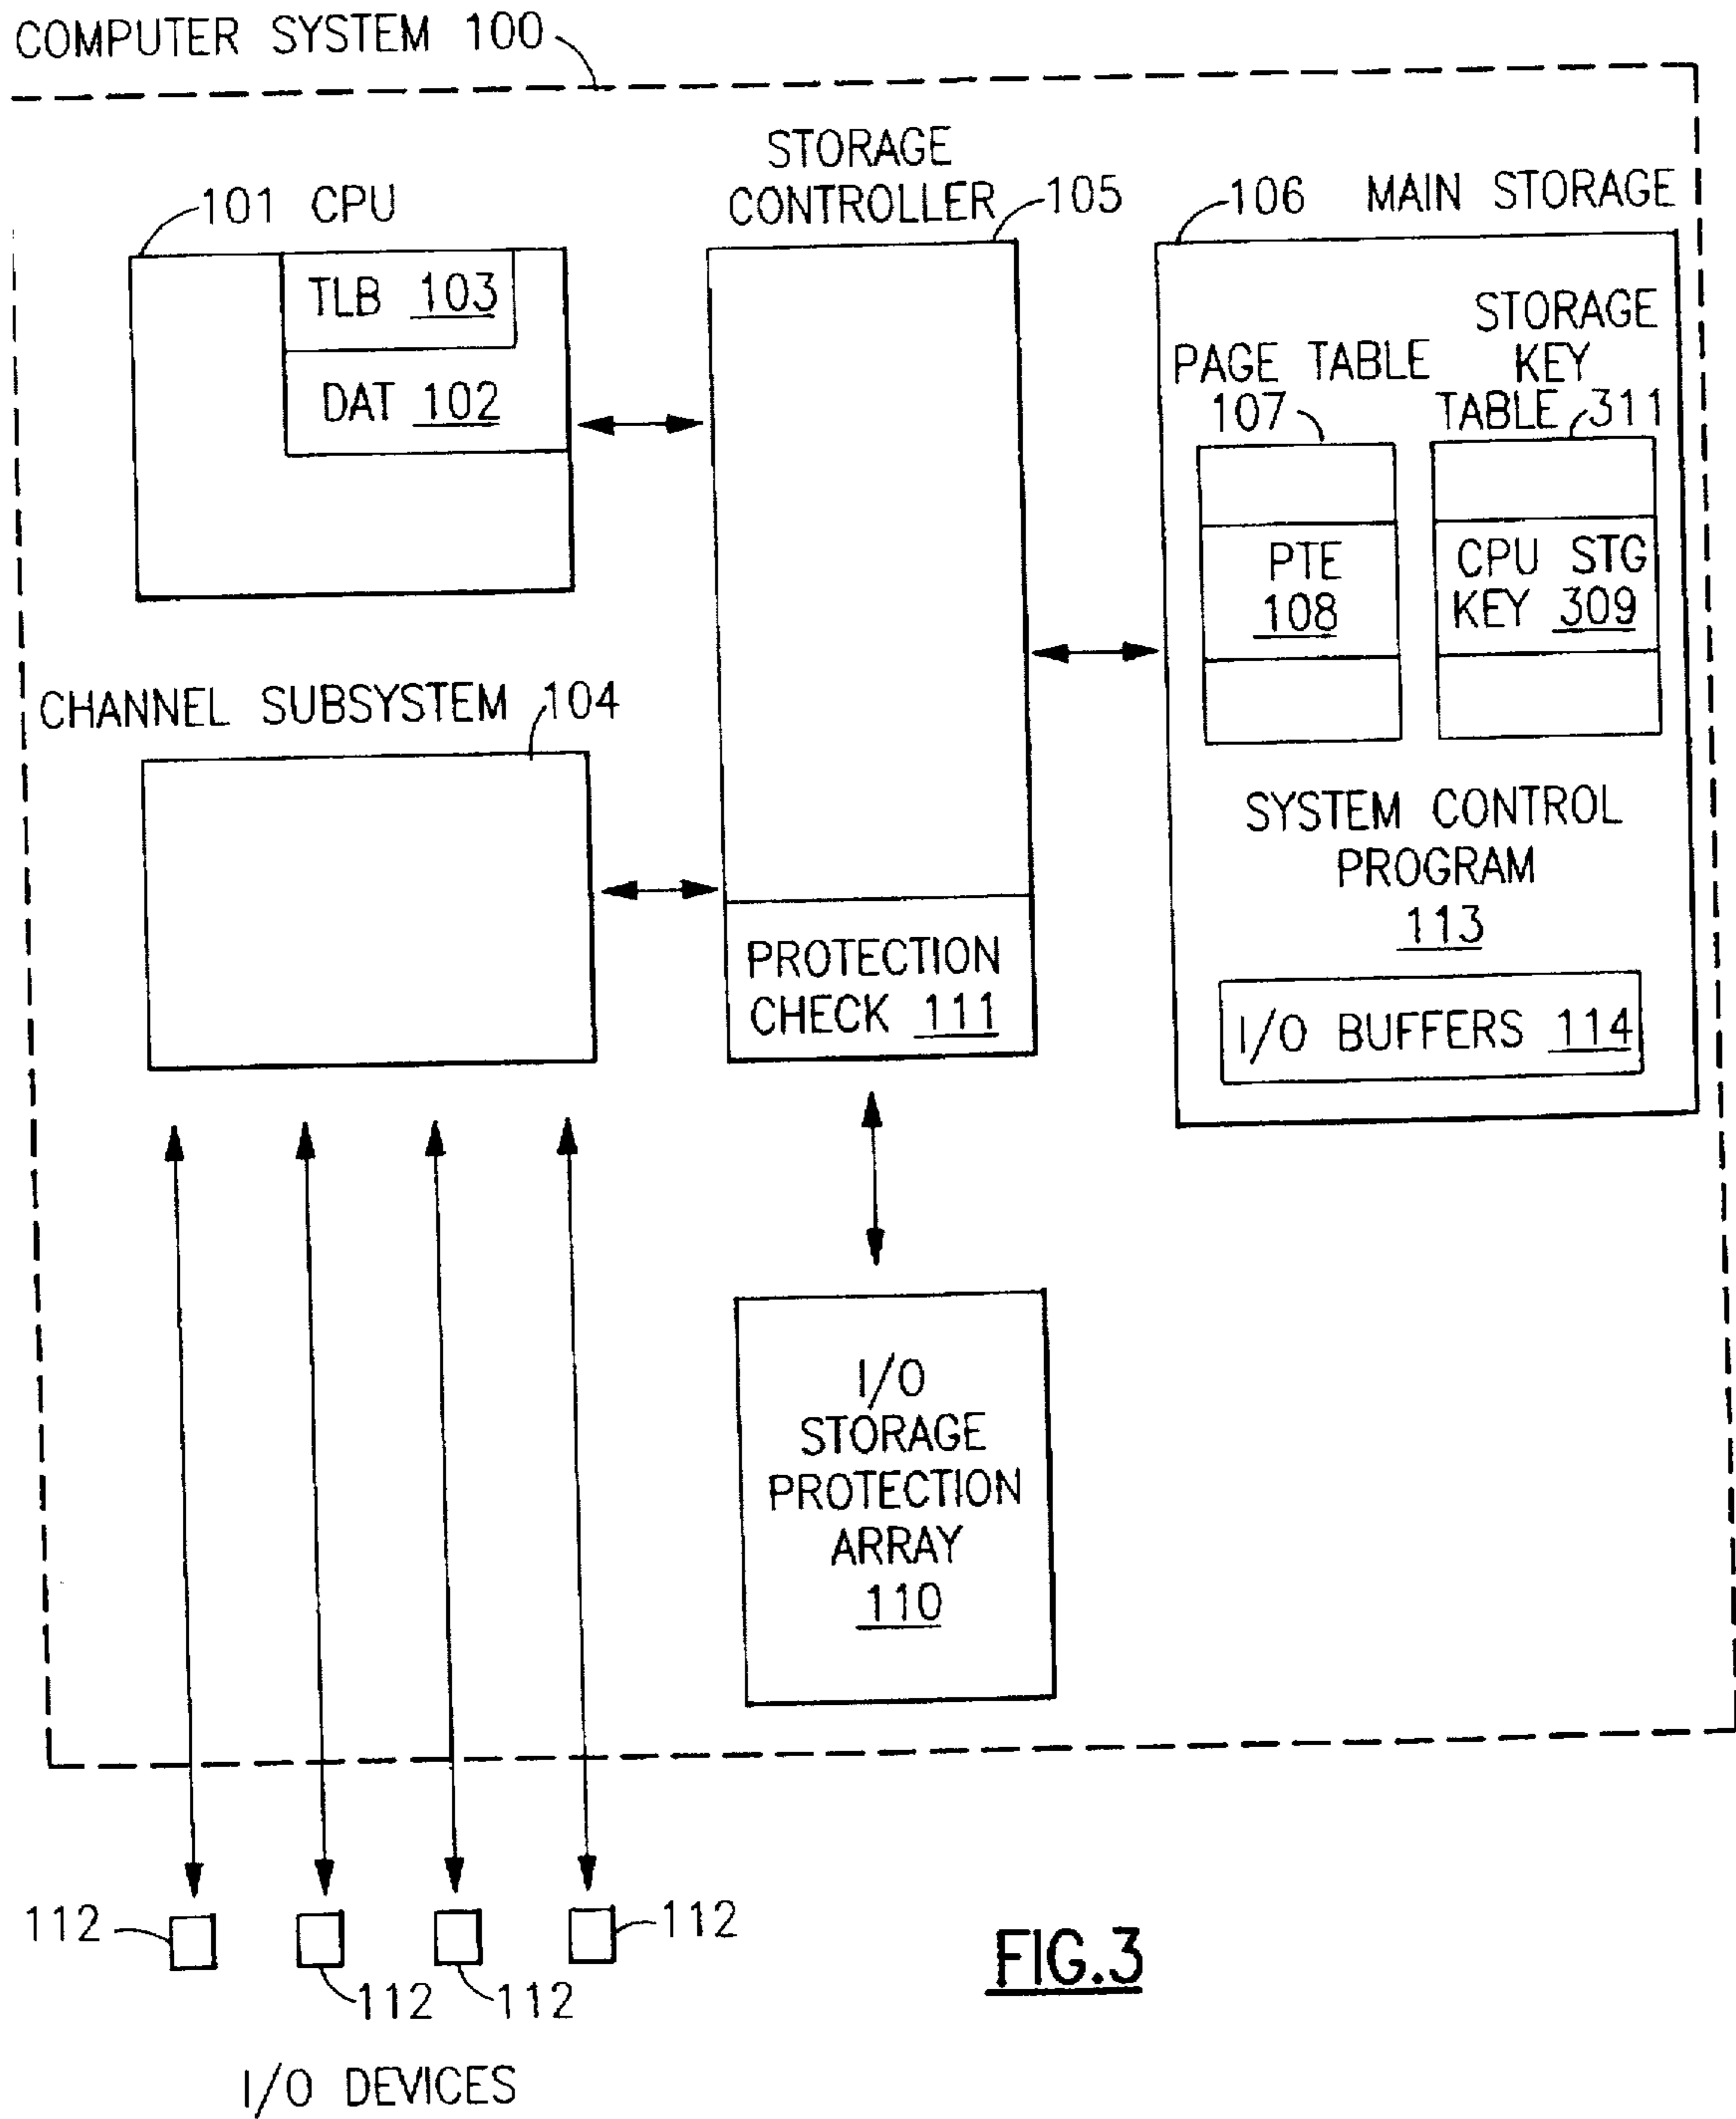 COMPUTER SYSTEM 100
101 CPU
TLB 103
DAT 102
STORAGE
CONTROLLER 105
106 MAIN STORAGE
PAGE TABLE
107
STORAGE
KEY
TABLE 311
PTE
108
CPU STG
KEY 309
SYSTEM CONTROL
PROGRAM
113
I/O BUFFERS 114
CHANNEL SUBSYSTEM 104
PROTECTION
CHECK 111
I/O
STORAGE
PROTECTION
ARRAY
110
112
112
112
112
I/O DEVICES
FIG.3